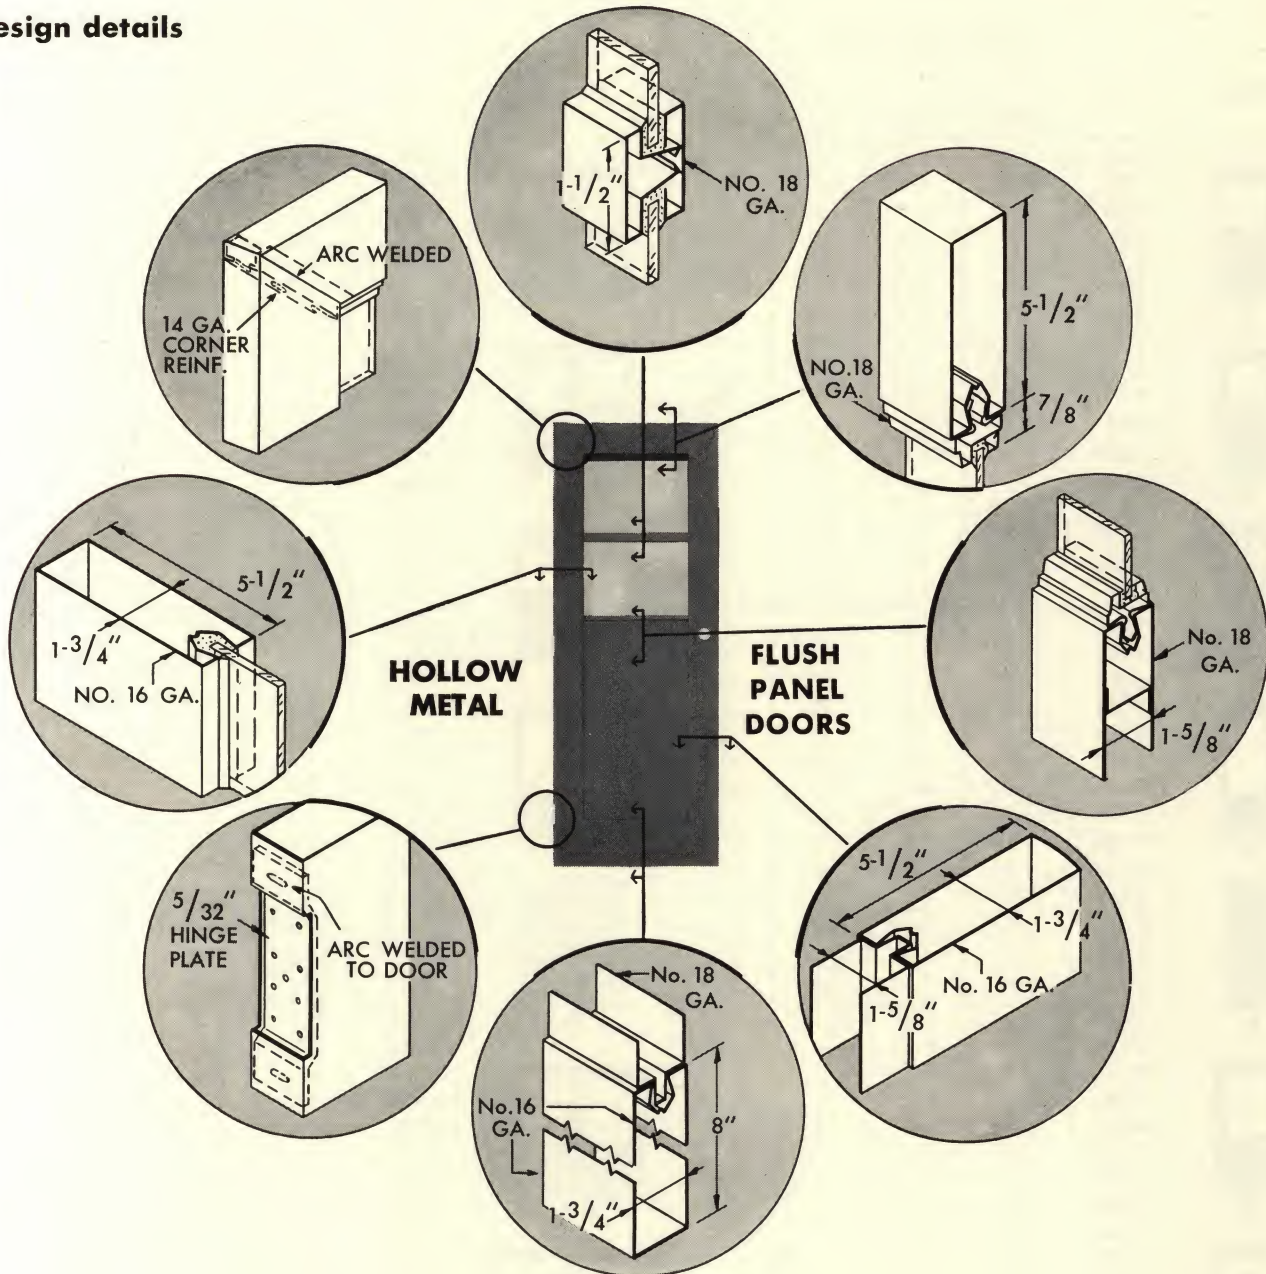 esign details
1-1/2"
NO. 18
GA.
ARC WELDED
14 GA.
CORNER
REINF.
5-1/2"
7/8"
NO.18
GA.
5-1/2"
1-3/4"
NO. 16 GA.
HOLLOW
METAL
FLUSH
PANEL
DOORS
No. 18
GA.
1-5/8"
5/32"
HINGE
PLATE
ARC WELDED
TO DOOR
5-1/2"
1-3/4"
No. 16 GA.
1-5/8"
No. 18
GA.
No.16
GA.
8"
1-3/4"